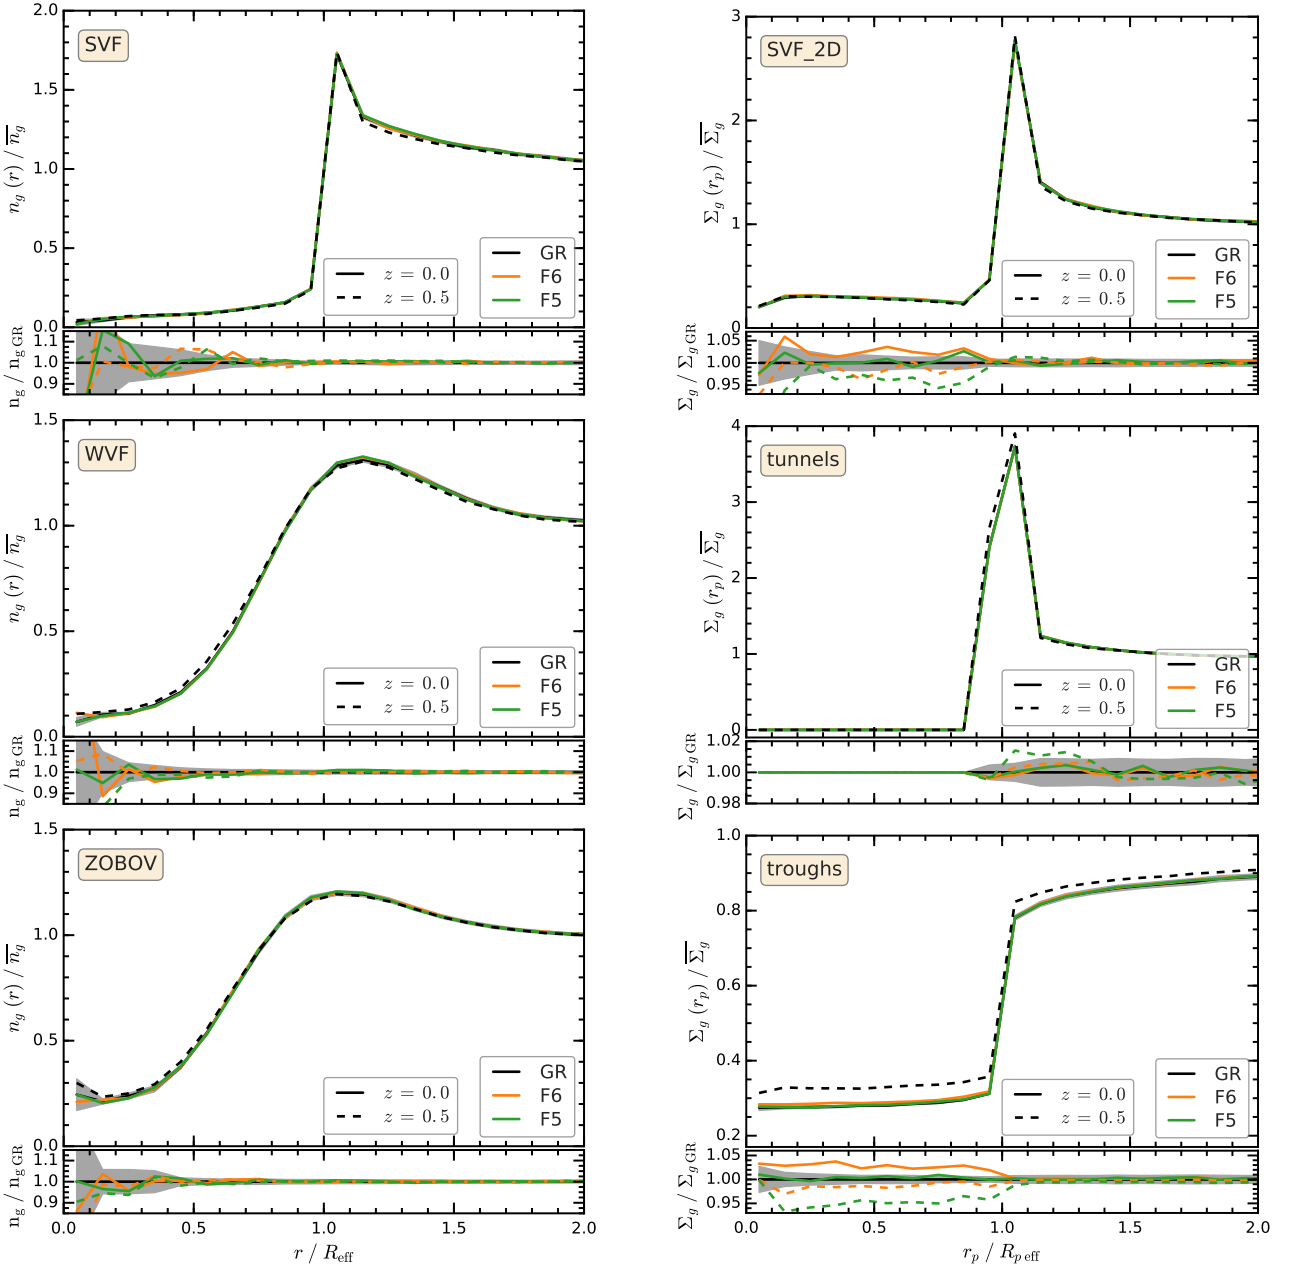 SVF
n_g (r) / \overline{n}_g
2.0
1.5
1.0
0.5
0.0
z = 0.0
z = 0.5
GR
F6
F5
n_g / n_g GR
1.1
1.0
0.9
SVF_2D
Σ_g (r_p) / \overline{Σ}_g
3
2
1
0
z = 0.0
z = 0.5
GR
F6
F5
Σ_g / Σ_g GR
1.05
1.00
0.95
WVF
n_g (r) / \overline{n}_g
1.5
1.0
0.5
0.0
z = 0.0
z = 0.5
GR
F6
F5
n_g / n_g GR
1.1
1.0
0.9
tunnels
Σ_g (r_p) / \overline{Σ}_g
4
3
2
1
0
z = 0.0
z = 0.5
GR
F6
F5
Σ_g / Σ_g GR
1.02
1.00
0.98
ZOBOV
n_g (r) / \overline{n}_g
1.5
1.0
0.5
0.0
z = 0.0
z = 0.5
GR
F6
F5
n_g / n_g GR
1.1
1.0
0.9
0.0 0.5 1.0 1.5 2.0
r / R_eff
troughs
Σ_g (r_p) / \overline{Σ}_g
1.0
0.8
0.6
0.4
0.2
z = 0.0
z = 0.5
GR
F6
F5
Σ_g / Σ_g GR
1.05
1.00
0.95
0.0 0.5 1.0 1.5 2.0
r_p / R_p eff